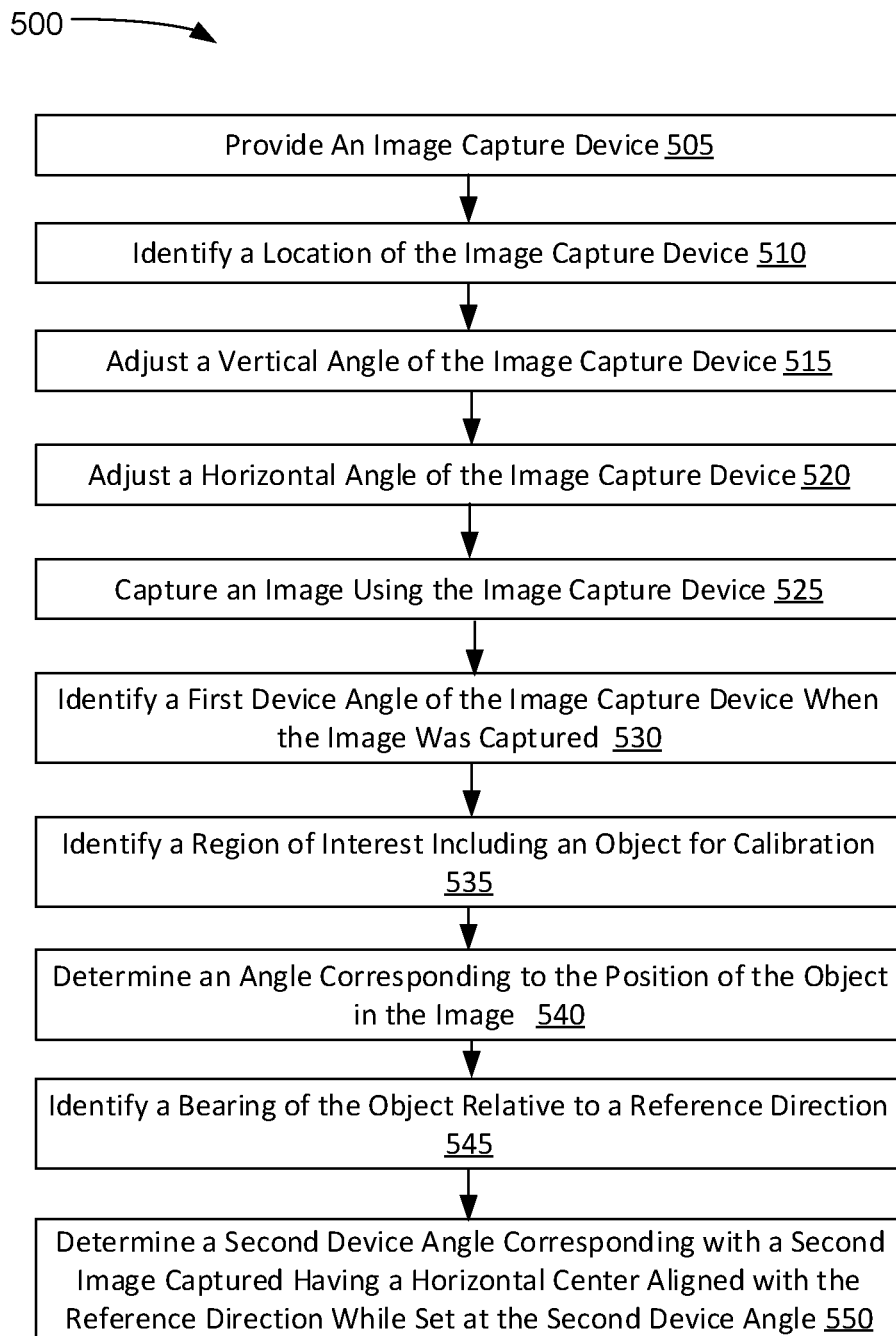 500
Provide An Image Capture Device 505
Identify a Location of the Image Capture Device 510
Adjust a Vertical Angle of the Image Capture Device 515
Adjust a Horizontal Angle of the Image Capture Device 520
Capture an Image Using the Image Capture Device 525
Identify a First Device Angle of the Image Capture Device When
the Image Was Captured 530
Identify a Region of Interest Including an Object for Calibration
535
Determine an Angle Corresponding to the Position of the Object
in the Image 540
Identify a Bearing of the Object Relative to a Reference Direction
545
Determine a Second Device Angle Corresponding with a Second
Image Captured Having a Horizontal Center Aligned with the
Reference Direction While Set at the Second Device Angle 550